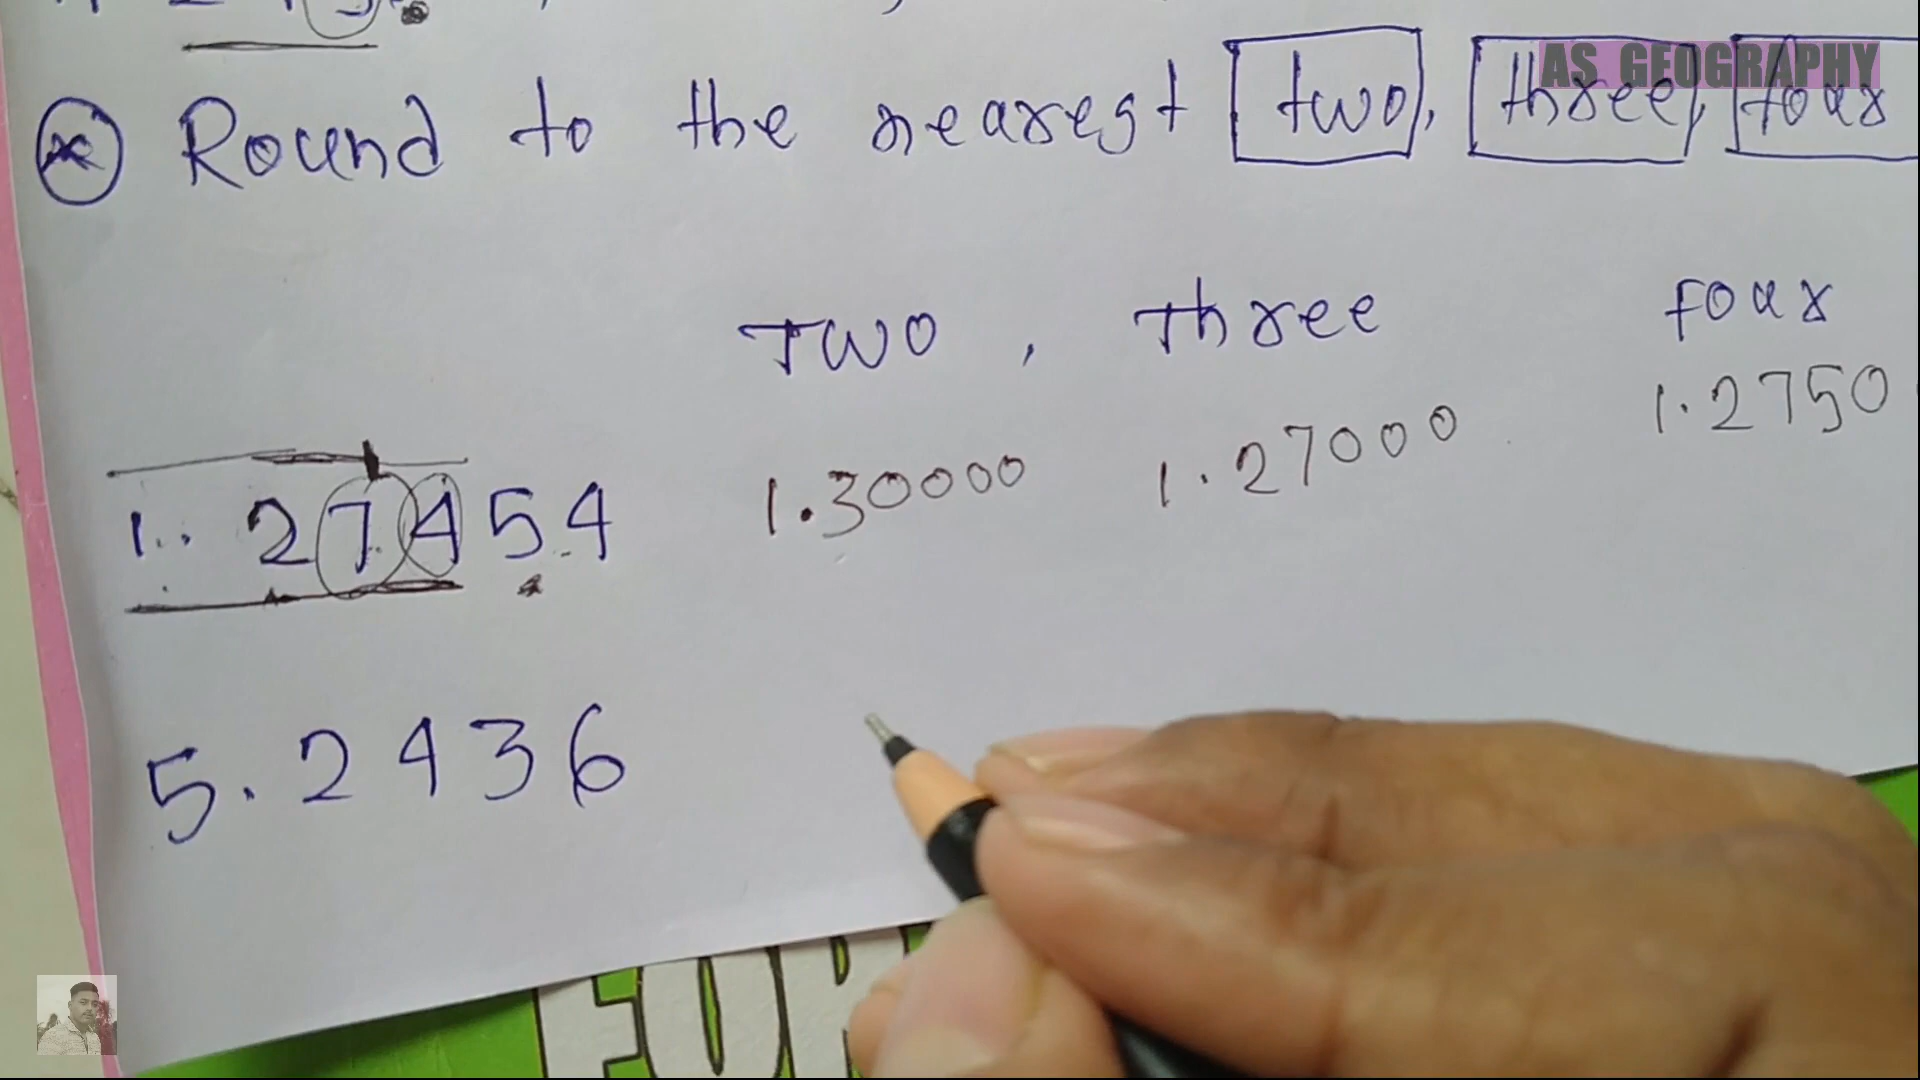 AS GEOGRAPHY
Round to the nearest two, three, four
TWO, Three Four
1.27454 1.30000 1.27000 1.2750
5.2436
FOR